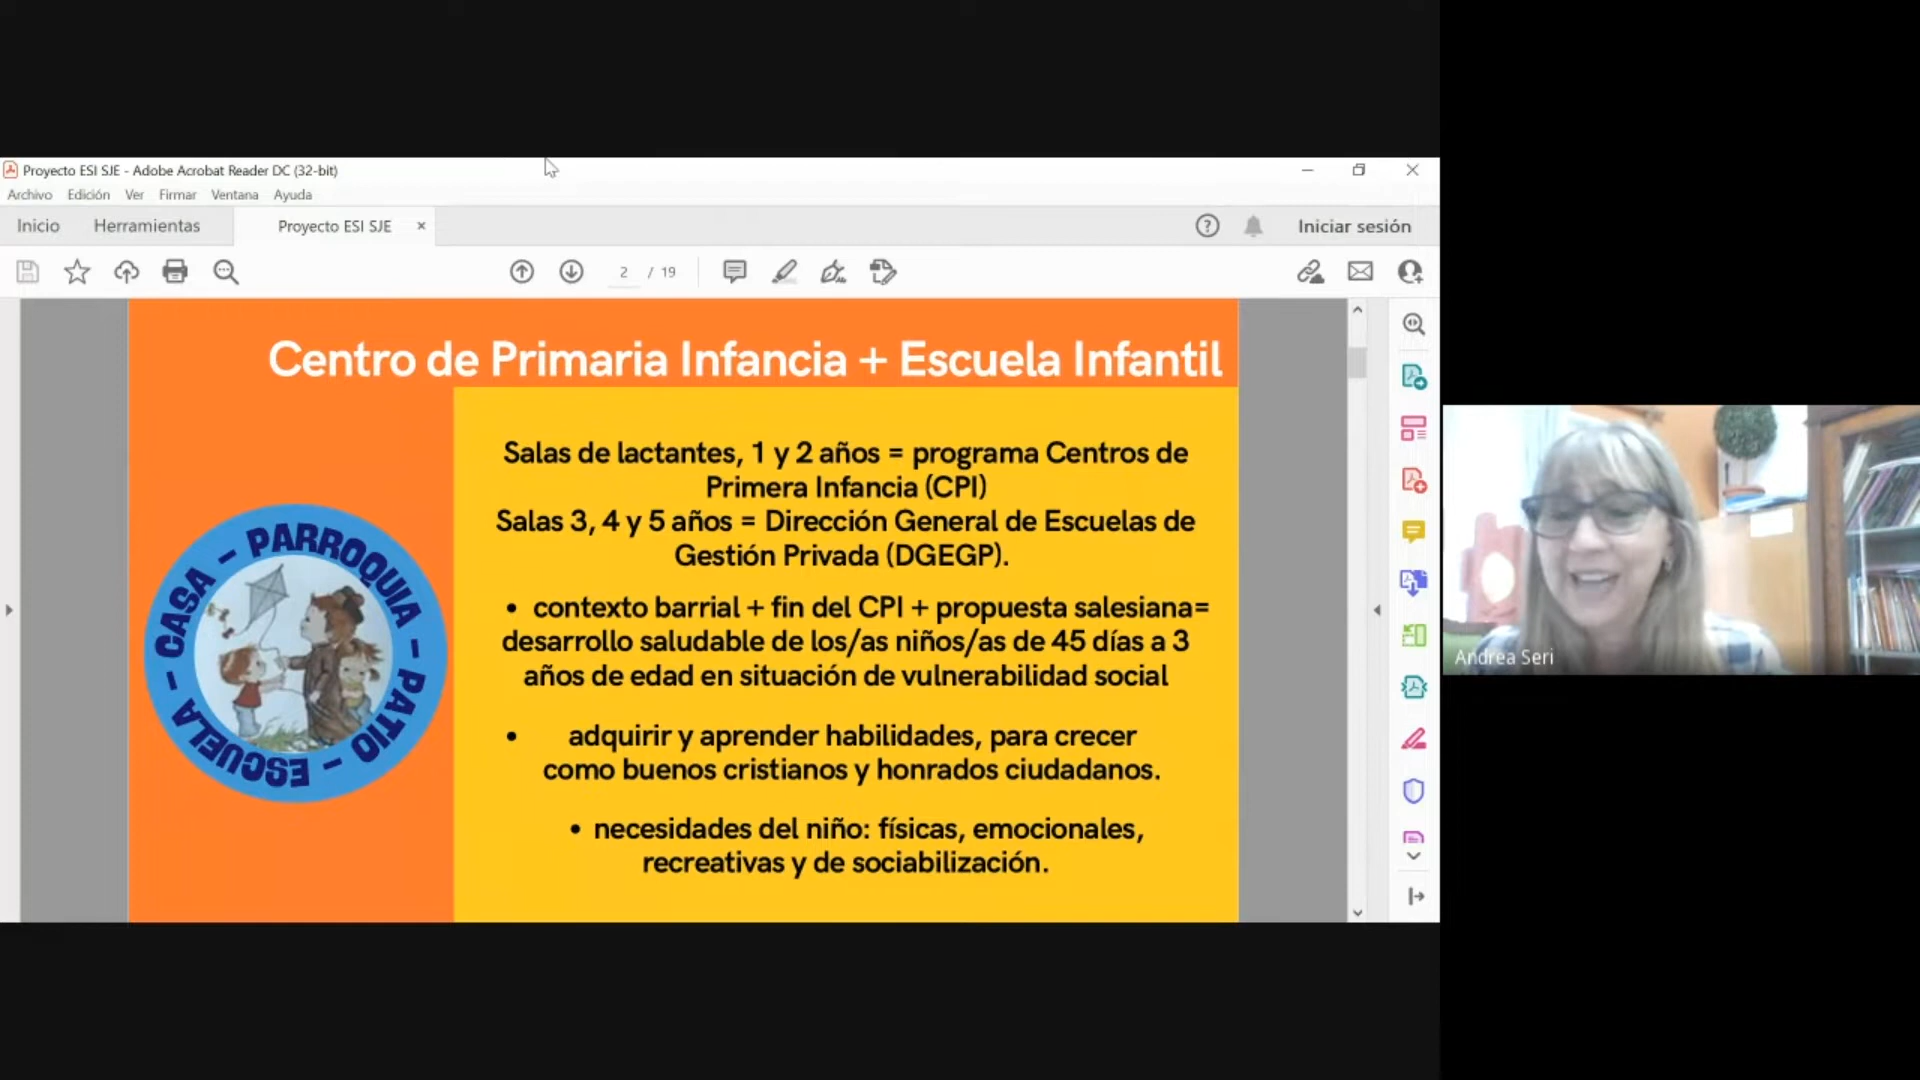 Proyecto ESI SJE - Adobe Acrobat Reader DC (32-bit)
Archivo Edición Ver Firmar Ventana Ayuda
Inicio Herramientas Proyecto ESI SJE × Iniciar sesión
2 / 19
Centro de Primaria Infancia + Escuela Infantil
Salas de lactantes, 1 y 2 años = programa Centros de
Primera Infancia (CPI)
Salas 3, 4 y 5 años = Dirección General de Escuelas de
Gestión Privada (DGEGP).
• contexto barrial + fin del CPI + propuesta salesiana=
desarrollo saludable de los/as niños/as de 45 días a 3
años de edad en situación de vulnerabilidad social
• adquirir y aprender habilidades, para crecer
como buenos cristianos y honrados ciudadanos.
• necesidades del niño: físicas, emocionales,
recreativas y de sociabilización.
CASA - PARROQUIA - PATIO - ESCUELA -
Andrea Seri